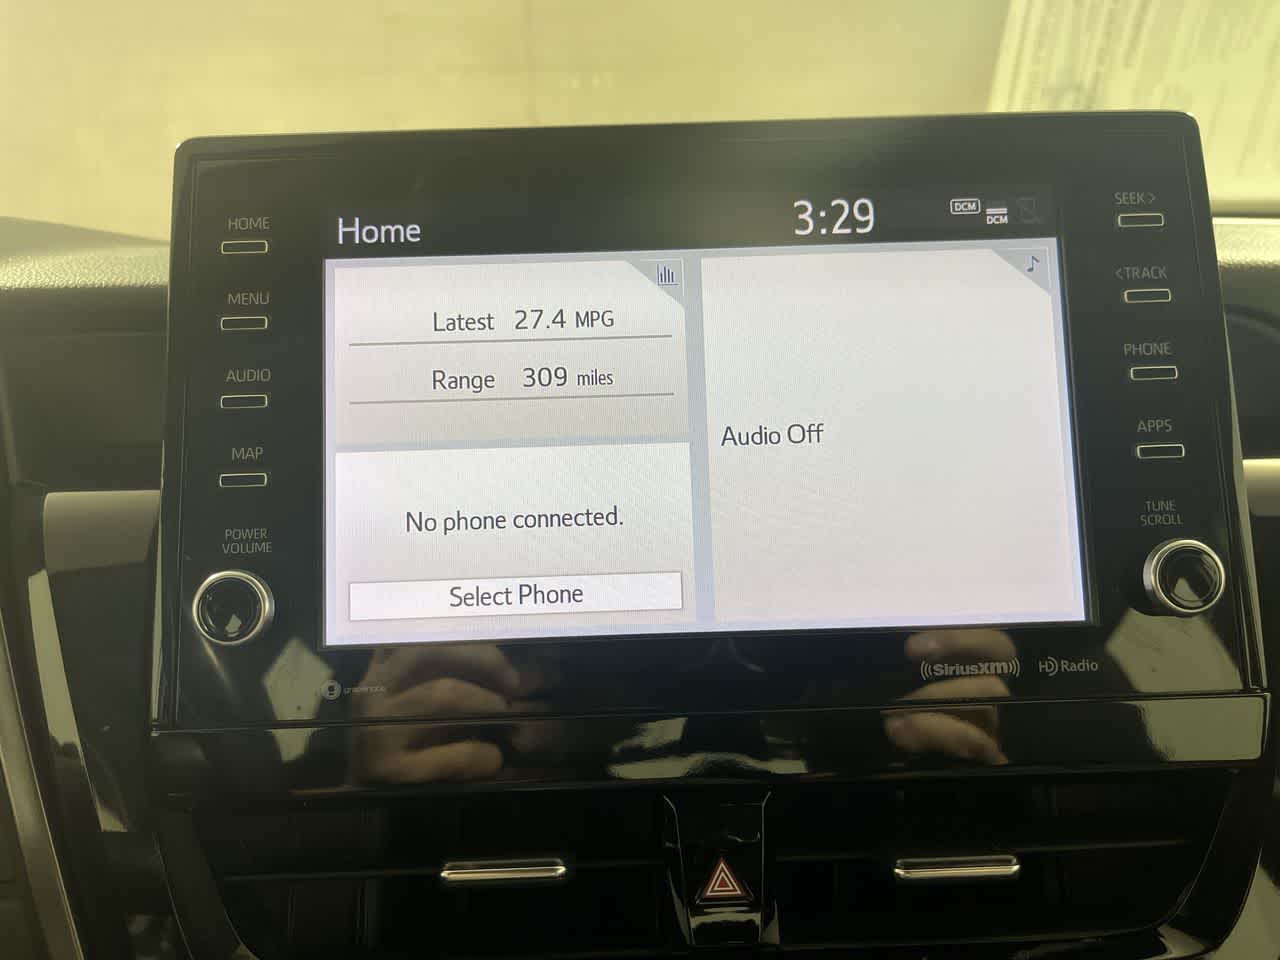 Home
3:29
DCM
DCM
HOME
MENU
AUDIO
MAP
POWER
VOLUME
Latest 27.4 MPG
Range 309 miles
No phone connected.
Select Phone
Audio Off
SEEK >
< TRACK
PHONE
APPS
TUNE
SCROLL
gracenote
SiriusXM
HD Radio